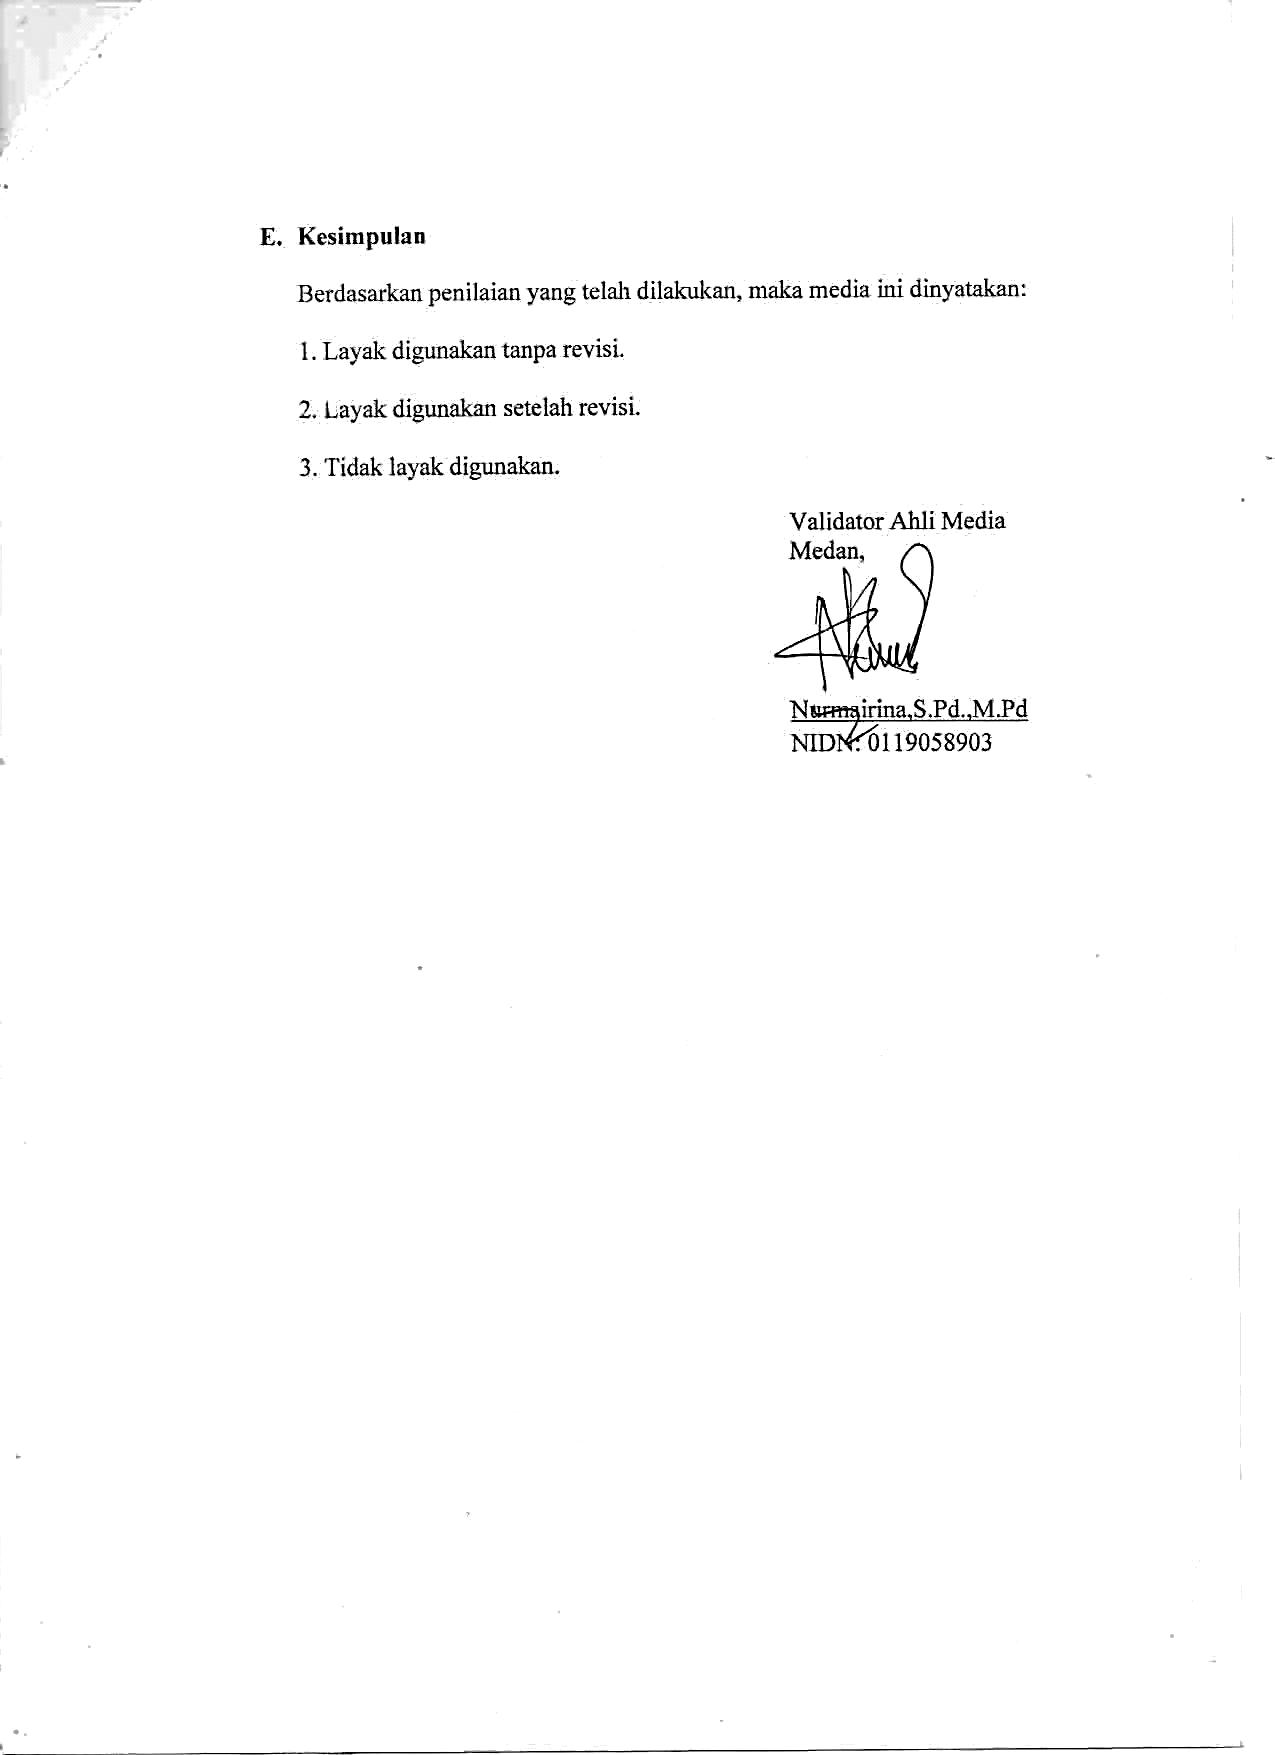 E. Kesimpulan
Berdasarkan penilaian yang telah dilakukan, maka media ini dinyatakan:
1. Layak digunakan tanpa revisi.
2. Layak digunakan setelah revisi.
3. Tidak layak digunakan.
Validator Ahli Media
Medan,
Nurmairina,S.Pd.,M.Pd
NIDN: 0119058903